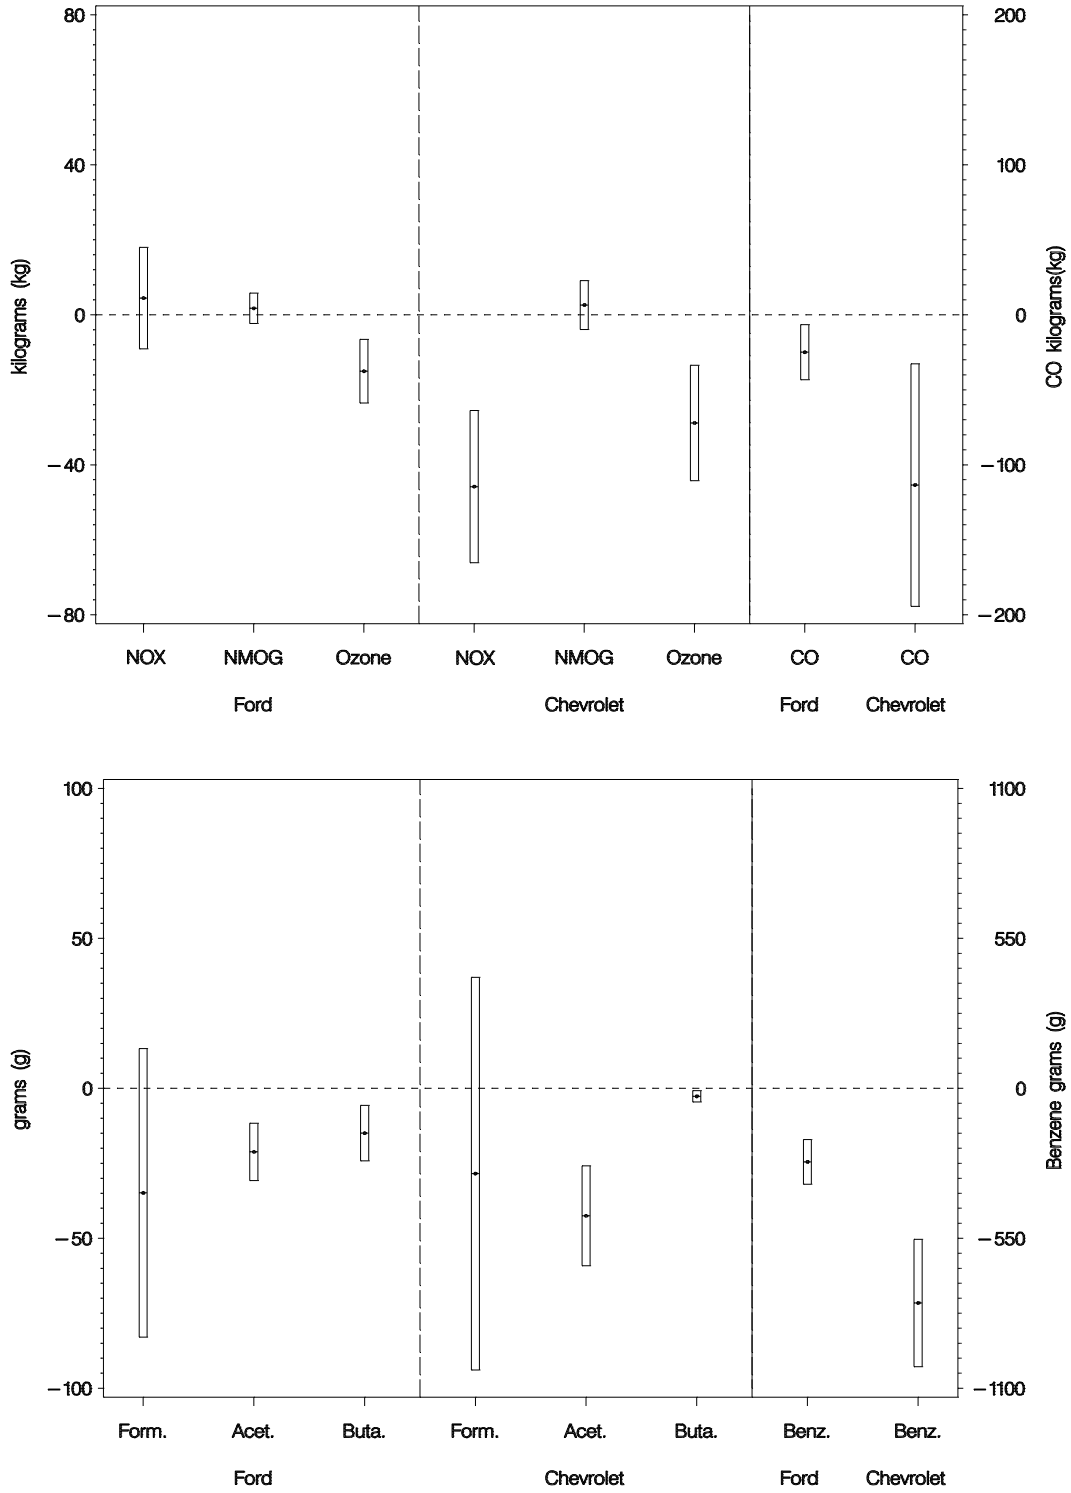 80 200
40 100
0 0
−40 −100
−80 −200
kilograms (kg)
CO kilograms(kg)
NOX NMOG Ozone NOX NMOG Ozone CO CO
Ford Chevrolet Ford Chevrolet
100 1100
50 550
0 0
−50 −550
−100 −1100
grams (g)
Benzene grams (g)
Form. Acet. Buta. Form. Acet. Buta. Benz. Benz.
Ford Chevrolet Ford Chevrolet